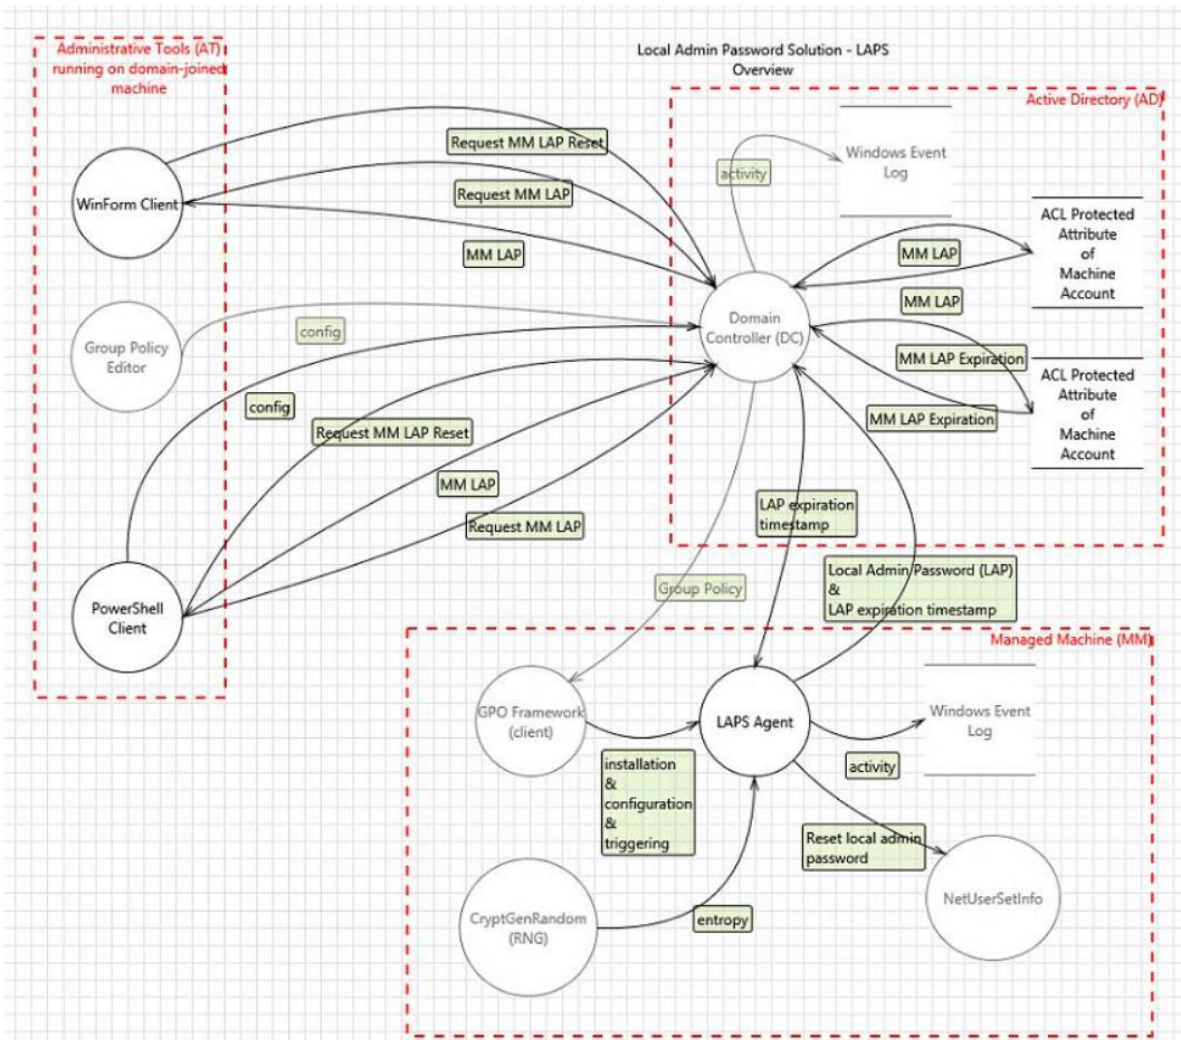 Administrative Tools (AT)
running on domain-joined
machine
Local Admin Password Solution - LAPS
Overview
Active Directory (AD)
Request MM LAP Reset
activity
Windows Event
Log
WinForm Client
Request MM LAP
MM LAP
MM LAP
ACL Protected
Attribute
of
Machine
Account
MM LAP
Group Policy
Editor
config
Domain
Controller (DC)
MM LAP Expiration
ACL Protected
Attribute
of
Machine
Account
config
Request MM LAP Reset
MM LAP Expiration
MM LAP
Request MM LAP
LAP expiration
timestamp
Group Policy
Local Admin Password (LAP)
&
LAP expiration timestamp
PowerShell
Client
Managed Machine (MM)
GPO Framework
(client)
LAPS Agent
Windows Event
Log
installation
&
configuration
&
triggering
activity
Reset local admin
password
CryptGenRandom
(RNG)
entropy
NetUserSetInfo